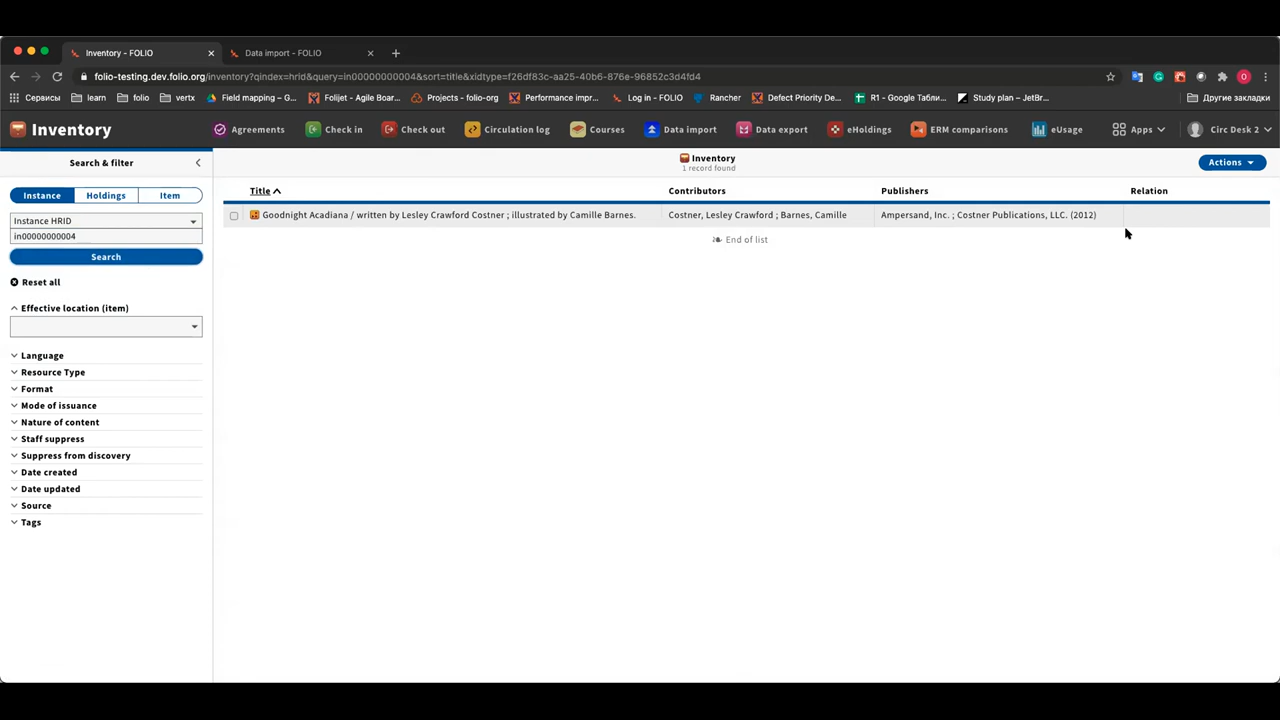 Inventory - FOLIO
Data import - FOLIO
folio-testing.dev.folio.org/inventory?qindex=hrid&query=in00000000004&sort=title&xidtype=f26df83c-aa25-40b6-876e-96852c3d4fd4
Сервисы learn folio vertx Field mapping – G... Folijet - Agile Boar... Projects - folio-org Performance impr... Log in - FOLIO Rancher Defect Priority De... R1 - Google Табли... Study plan – JetBr... Другие закладки
Inventory Agreements Check in Check out Circulation log Courses Data import Data export eHoldings ERM comparisons eUsage Apps Circ Desk 2
Search & filter
Inventory
1 record found
Actions
Instance Holdings Item
Title Contributors Publishers Relation
Goodnight Acadiana / written by Lesley Crawford Costner ; illustrated by Camille Barnes. Costner, Lesley Crawford ; Barnes, Camille Ampersand, Inc. ; Costner Publications, LLC. (2012)
End of list
Instance HRID
in00000000004
Search
Reset all
Effective location (item)
Language
Resource Type
Format
Mode of issuance
Nature of content
Staff suppress
Suppress from discovery
Date created
Date updated
Source
Tags